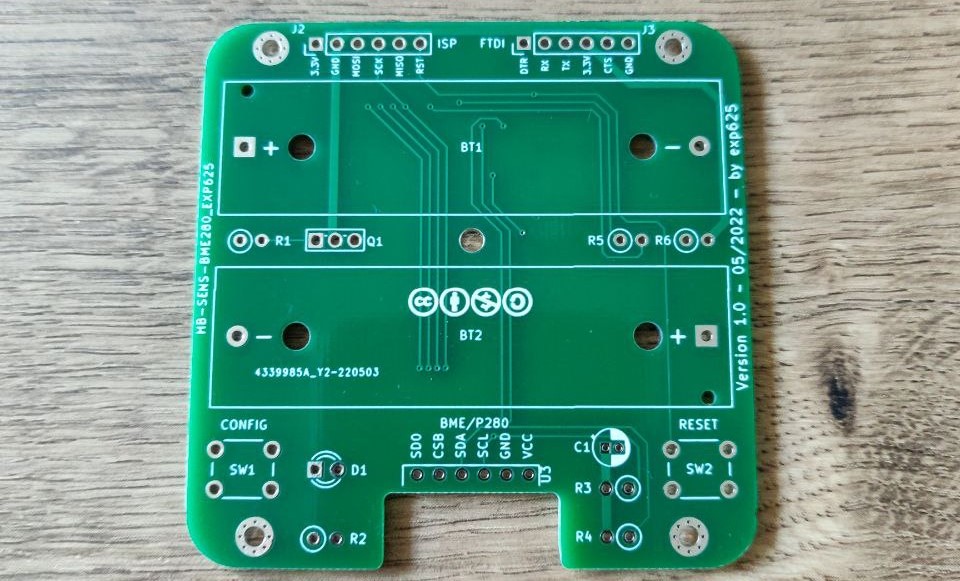 J2
ISP
3.3V
GND
MOSI
SCK
MISO
RST
FTDI
J3
DTR
RX
TX
3.3V
CTS
GND
+
BT1
-
HB-SENS-BME280_EXP625
Version 1.0 - 05/2022 - by exp625
R1
Q1
R5
R6
cc
-
BT2
+
4339985A_Y2-220503
CONFIG
BME/P280
RESET
SW1
D1
SDO
CSB
SDA
SCL
GND
VCC
U3
C1
SW2
R3
R2
R4